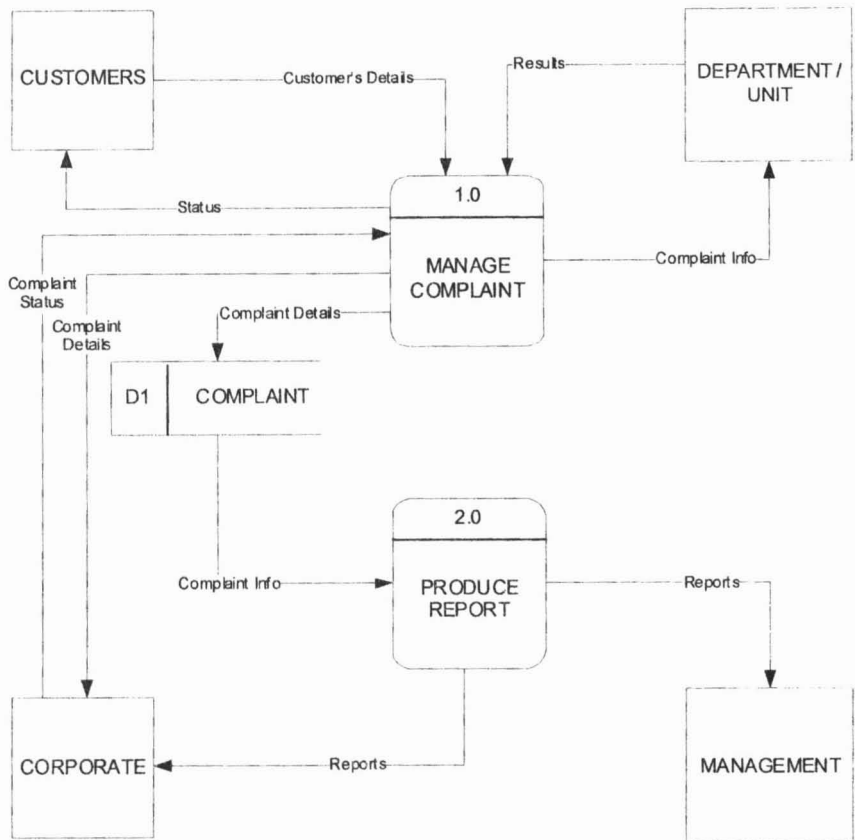 CUSTOMERS
Customer's Details
Results
DEPARTMENT /
UNIT
Status
1.0
MANAGE
COMPLAINT
Complaint Info
Complaint
Status
Complaint
Details
Complaint Details
D1
COMPLAINT
2.0
PRODUCE
REPORT
Complaint Info
Reports
CORPORATE
Reports
MANAGEMENT